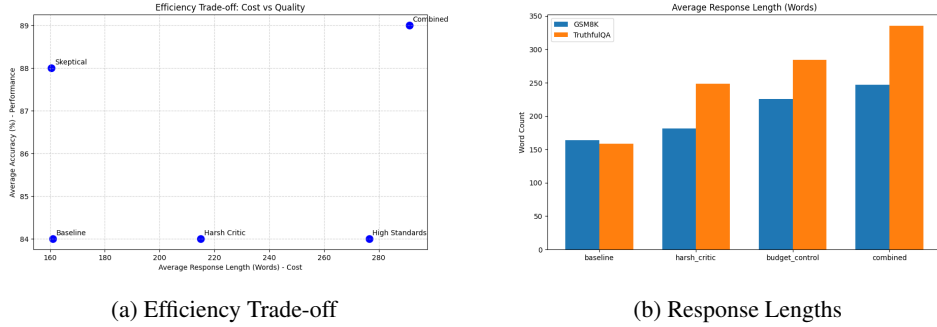 Efficiency Trade-off: Cost vs Quality
Average Accuracy (%) - Performance
89
88
87
86
85
84
Combined
Skeptical
Baseline
Harsh Critic
High Standards
160
180
200
220
240
260
280
Average Response Length (Words) - Cost
(a) Efficiency Trade-off
Average Response Length (Words)
GSM8K
TruthfulQA
Word Count
350
300
250
200
150
100
50
0
baseline
harsh_critic
budget_control
combined
(b) Response Lengths